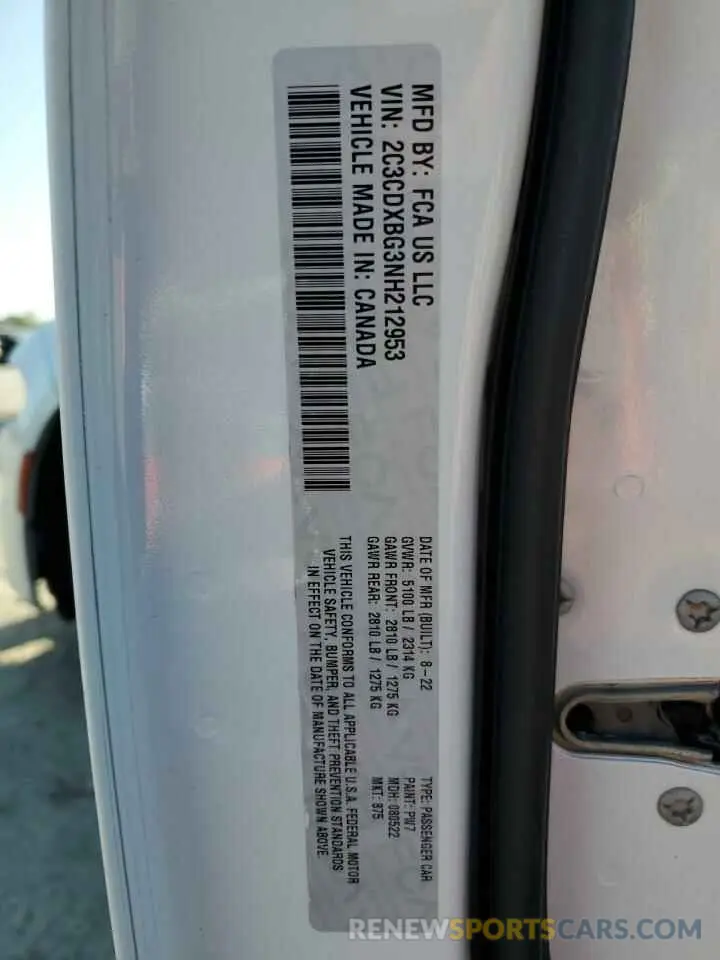 MFD BY: FCA US LLC
VIN: 2C3CDXBG3NH212953
VEHICLE MADE IN: CANADA
DATE OF MFR (BUILT): 8-22
GVWR: 5100 LB / 2314 KG
GAWR FRONT: 2810 LB / 1275 KG
GAWR REAR: 2810 LB / 1275 KG
TYPE: PASSENGER CAR
PAINT: PW7
MDH: 080522
MKT: 875
THIS VEHICLE CONFORMS TO ALL APPLICABLE U.S.A. FEDERAL MOTOR
VEHICLE SAFETY, BUMPER, AND THEFT PREVENTION STANDARDS
IN EFFECT ON THE DATE OF MANUFACTURE SHOWN ABOVE.
RENEWSPORTSCARS.COM